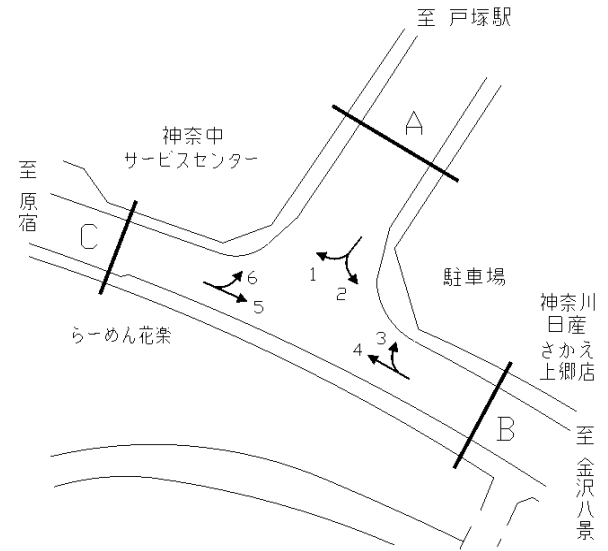 至 戸塚駅
A
神奈中
サービスセンター
至 原宿
C
6
5
1
2
駐車場
神奈川
日産
さかえ
上郷店
3
4
らーめん花楽
B
至 金沢八景